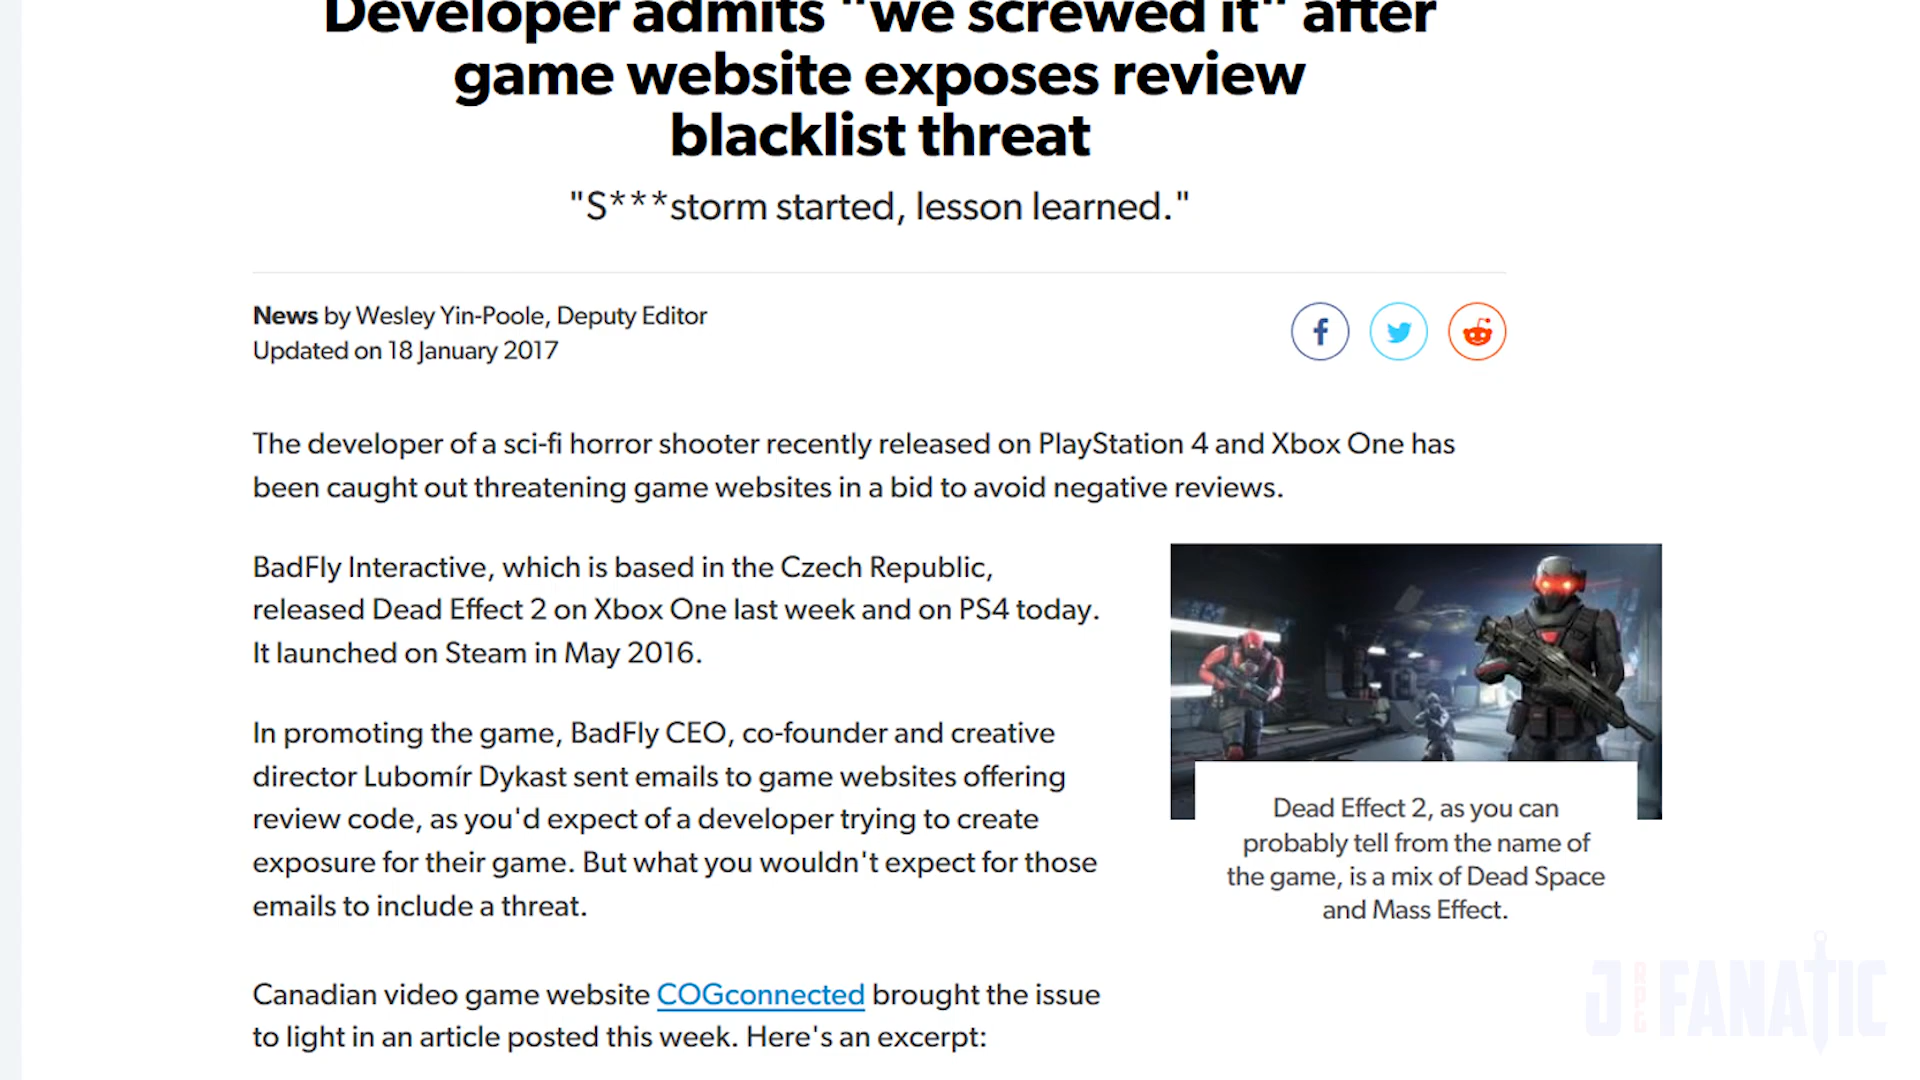 Developer admits "we screwed it" after
game website exposes review
blacklist threat
"S***storm started, lesson learned."
News by Wesley Yin-Poole, Deputy Editor
Updated on 18 January 2017
The developer of a sci-fi horror shooter recently released on PlayStation 4 and Xbox One has
been caught out threatening game websites in a bid to avoid negative reviews.
BadFly Interactive, which is based in the Czech Republic,
released Dead Effect 2 on Xbox One last week and on PS4 today.
It launched on Steam in May 2016.
In promoting the game, BadFly CEO, co-founder and creative
director Lubomír Dykast sent emails to game websites offering
review code, as you'd expect of a developer trying to create
exposure for their game. But what you wouldn't expect for those
emails to include a threat.
Canadian video game website COGconnected brought the issue
to light in an article posted this week. Here's an excerpt:
Dead Effect 2, as you can
probably tell from the name of
the game, is a mix of Dead Space
and Mass Effect.
J RPG FANATIC